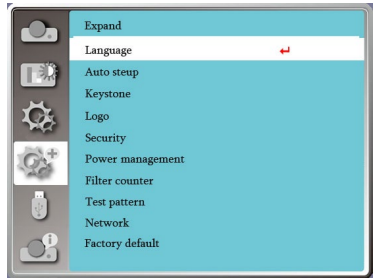 Expand
Language
Auto steup
Keystone
Logo
Security
Power management
Filter counter
Test pattern
Network
Factory default